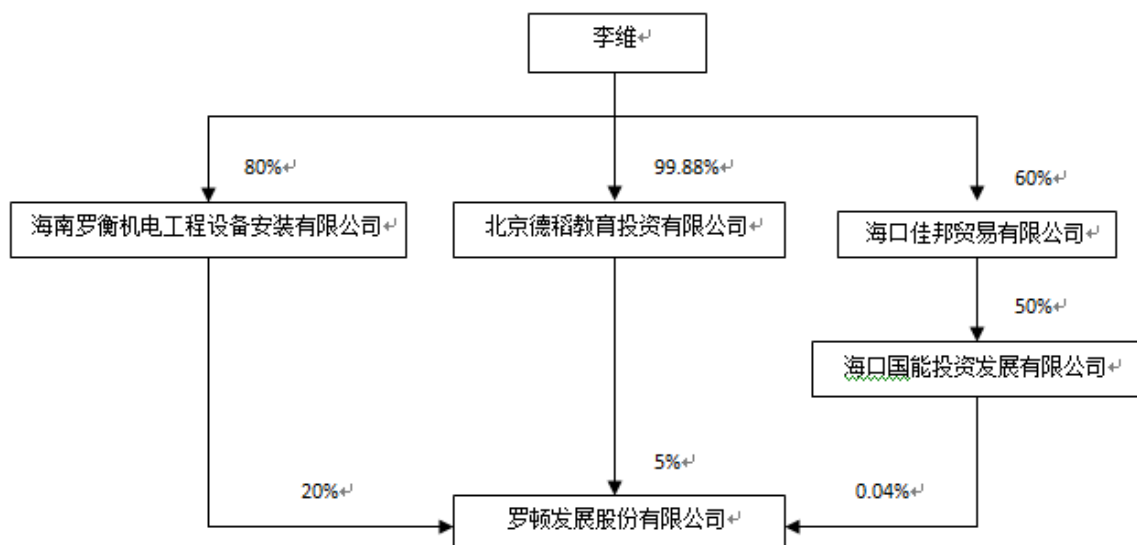 李维
80%
99.88%
60%
海南罗衡机电工程设备安装有限公司
北京德稻教育投资有限公司
海口佳邦贸易有限公司
50%
海口国能投资发展有限公司
20%
5%
0.04%
罗顿发展股份有限公司